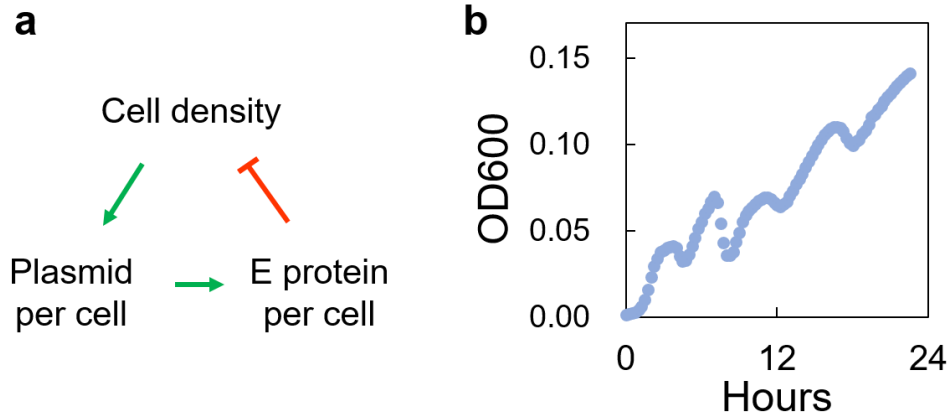 a
Cell density
Plasmid
per cell
E protein
per cell
b
OD600
0.15
0.10
0.05
0.00
0
12
24
Hours